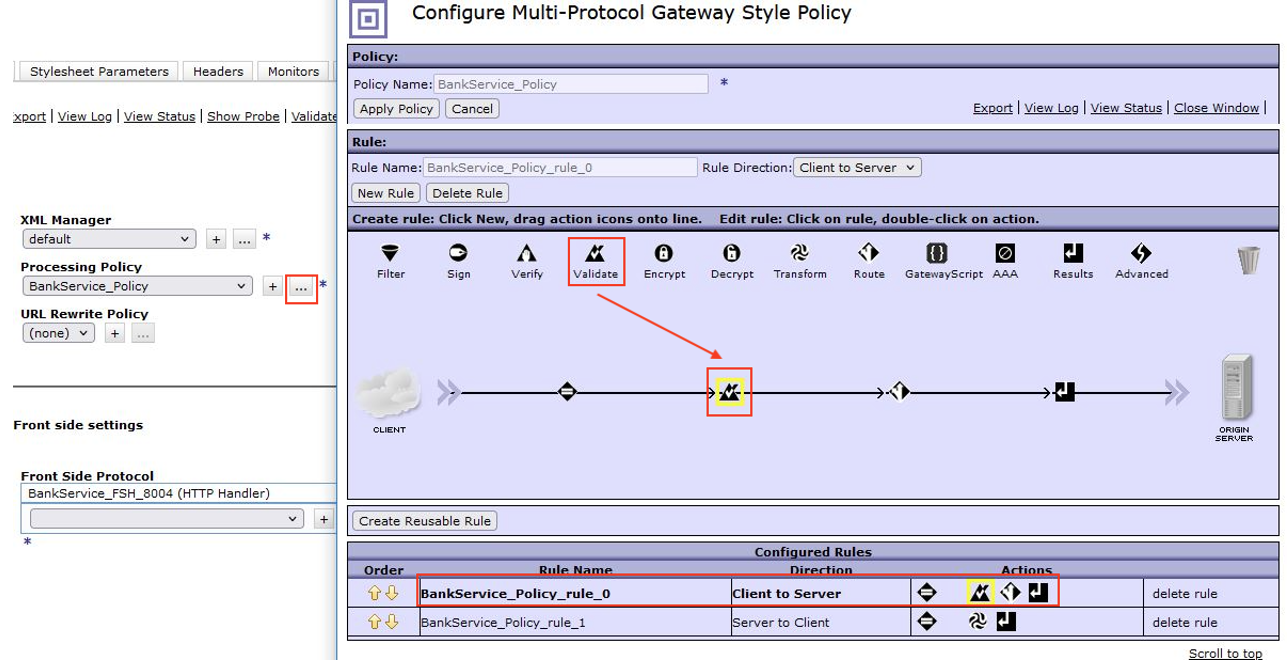 Stylesheet Parameters Headers Monitors
xport | View Log | View Status | Show Probe | Validate
XML Manager
default + ... *
Processing Policy
BankService_Policy + ... *
URL Rewrite Policy
(none) + ...
Front side settings
Front Side Protocol
BankService_FSH_8004 (HTTP Handler)
+
*
Configure Multi-Protocol Gateway Style Policy
Policy:
Policy Name: BankService_Policy *
Apply Policy Cancel Export | View Log | View Status | Close Window |
Rule:
Rule Name: BankService_Policy_rule_0 Rule Direction: Client to Server
New Rule Delete Rule
Create rule: Click New, drag action icons onto line. Edit rule: Click on rule, double-click on action.
Filter Sign Verify Validate Encrypt Decrypt Transform Route GatewayScript AAA Results Advanced
CLIENT
ORIGIN
SERVER
Create Reusable Rule
Configured Rules
Order Rule Name Direction Actions
BankService_Policy_rule_0 Client to Server delete rule
BankService_Policy_rule_1 Server to Client delete rule
Scroll to top